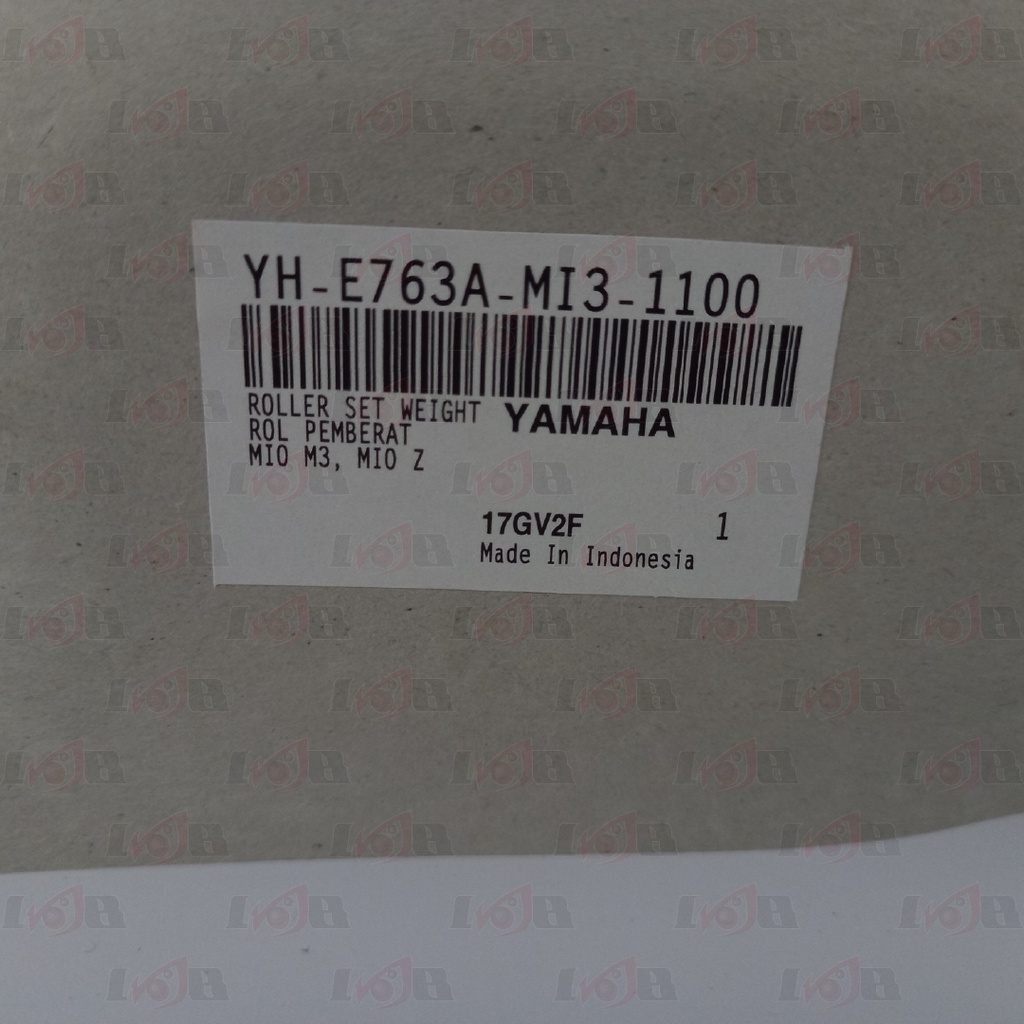 YH-E763A-MI3-1100
ROLLER SET WEIGHT YAMAHA
ROL PEMBERAT
MIO M3, MIO Z
17GV2F 1
Made In Indonesia